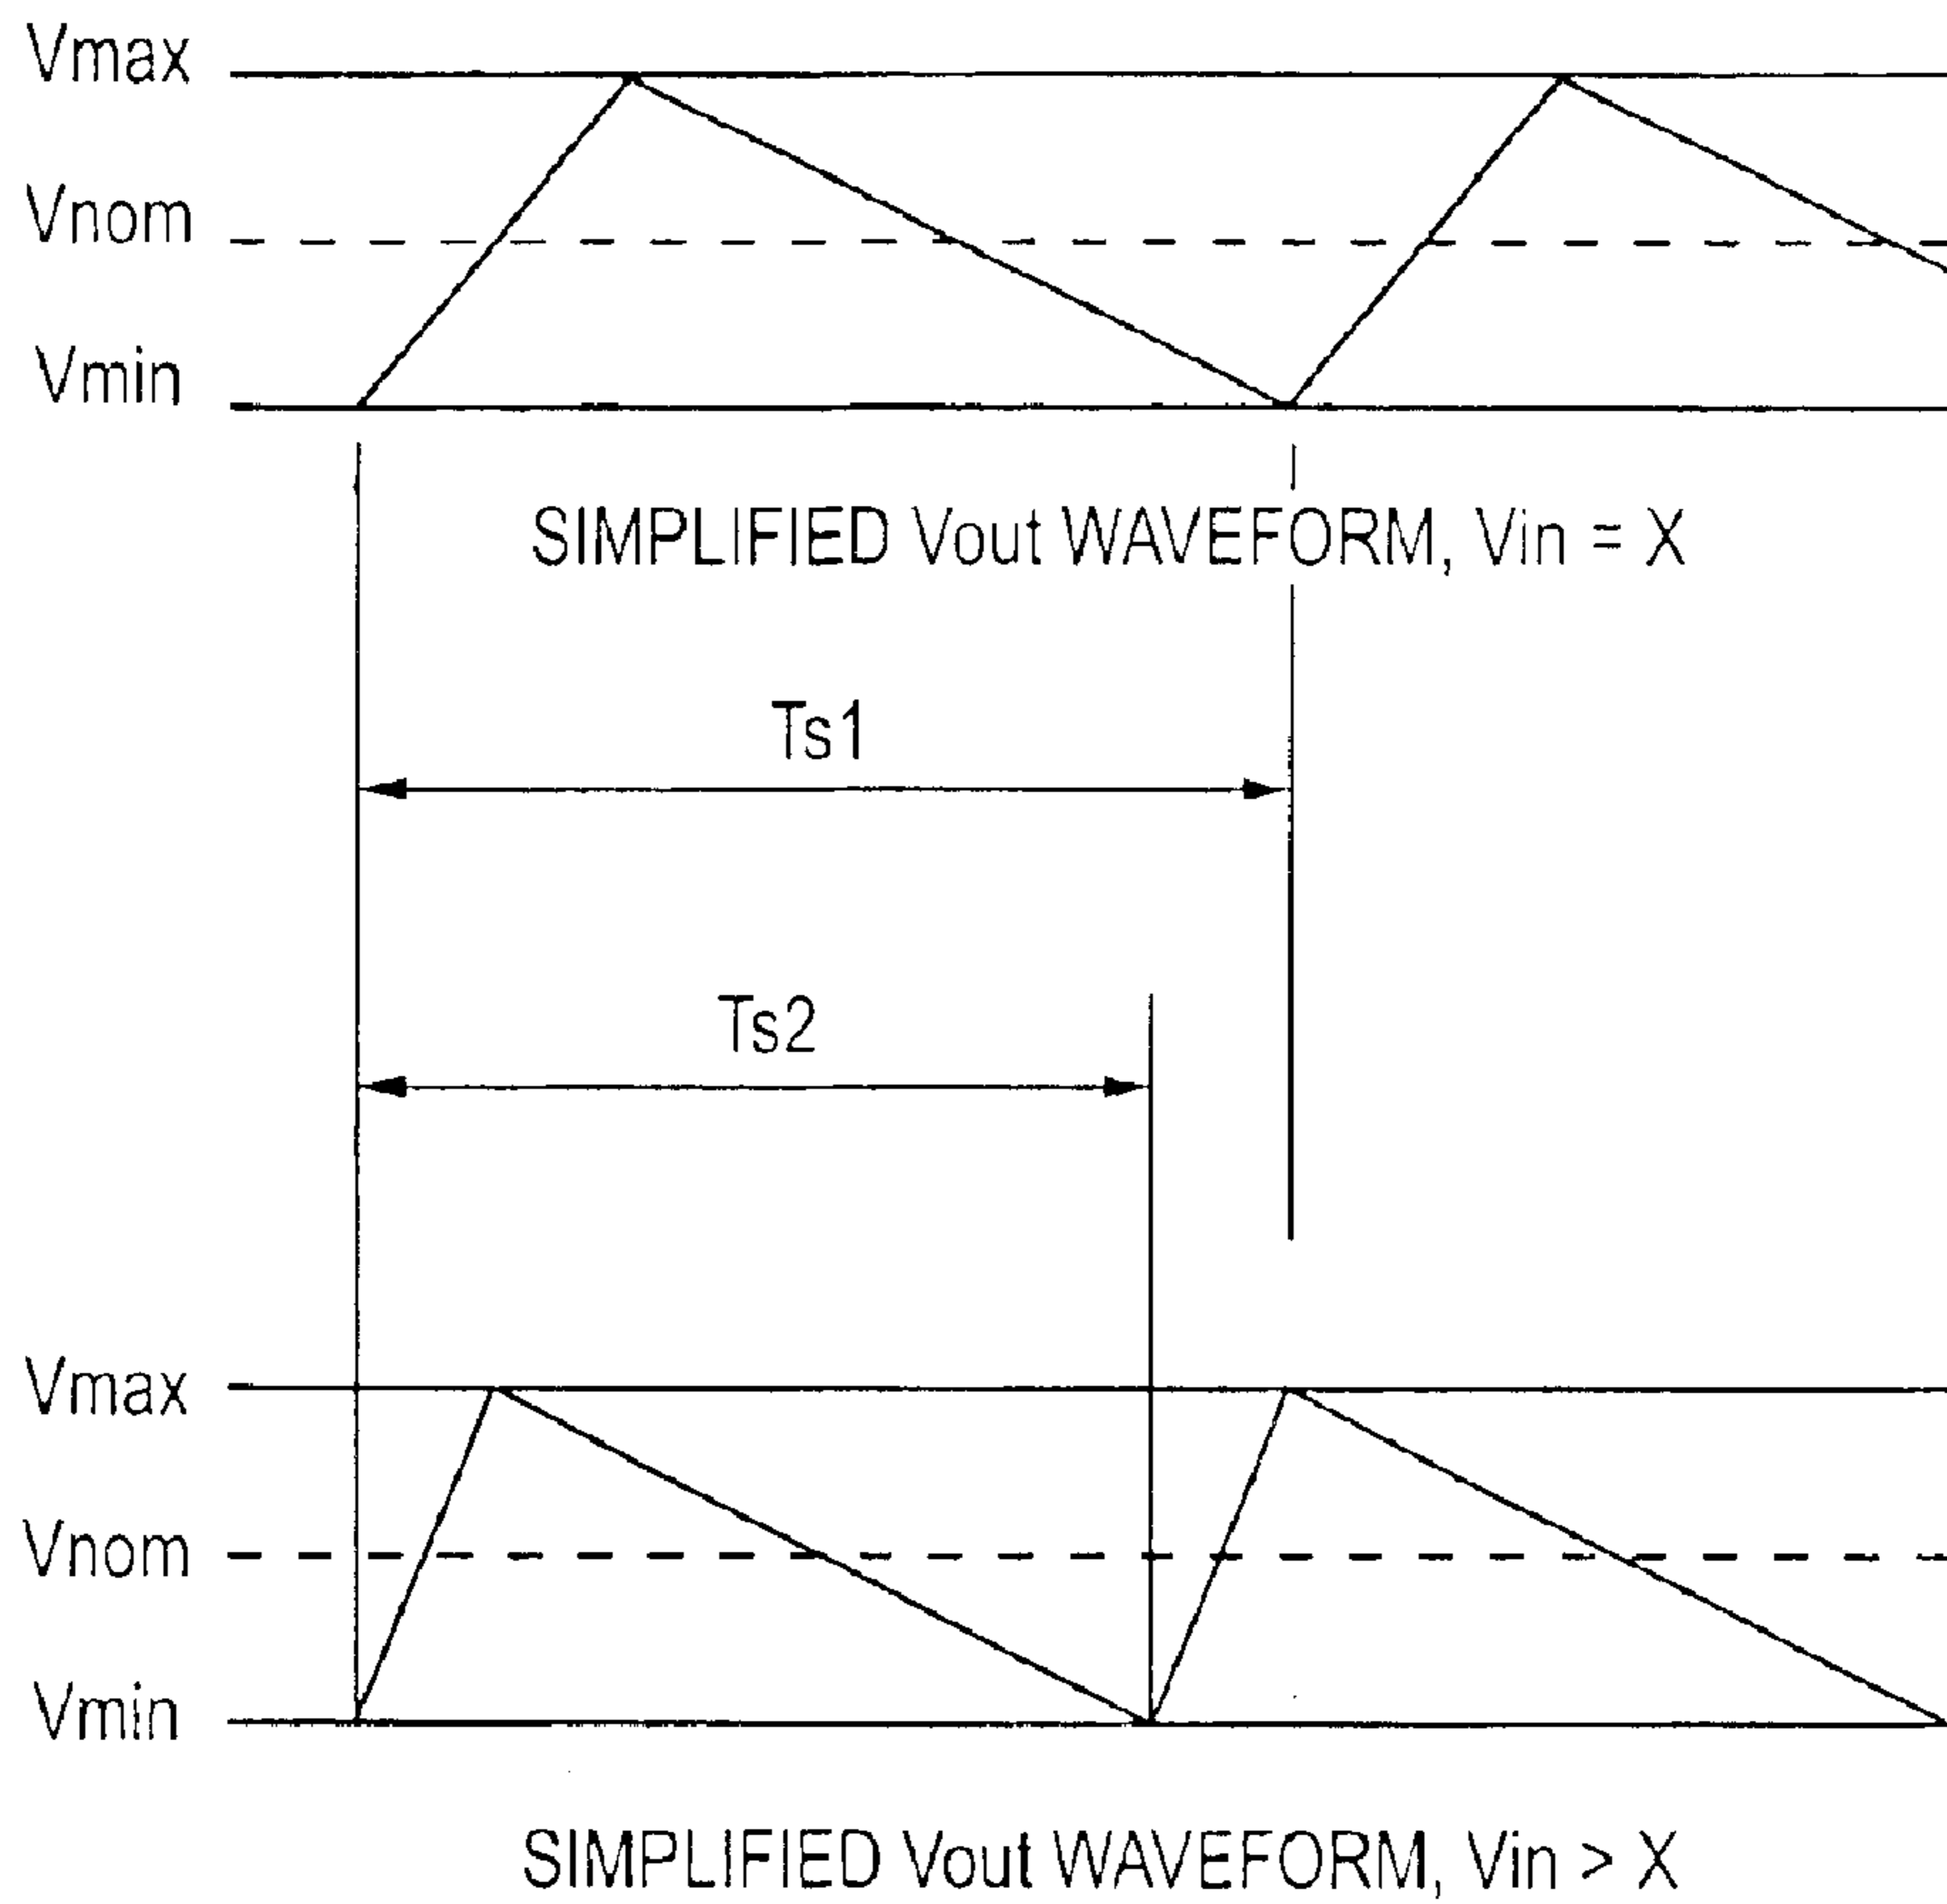 Vmax
Vnom
Vmin
SIMPLIFIED Vout WAVEFORM, Vin = X
Ts1
Ts2
Vmax
Vnom
Vmin
SIMPLIFIED Vout WAVEFORM, Vin > X